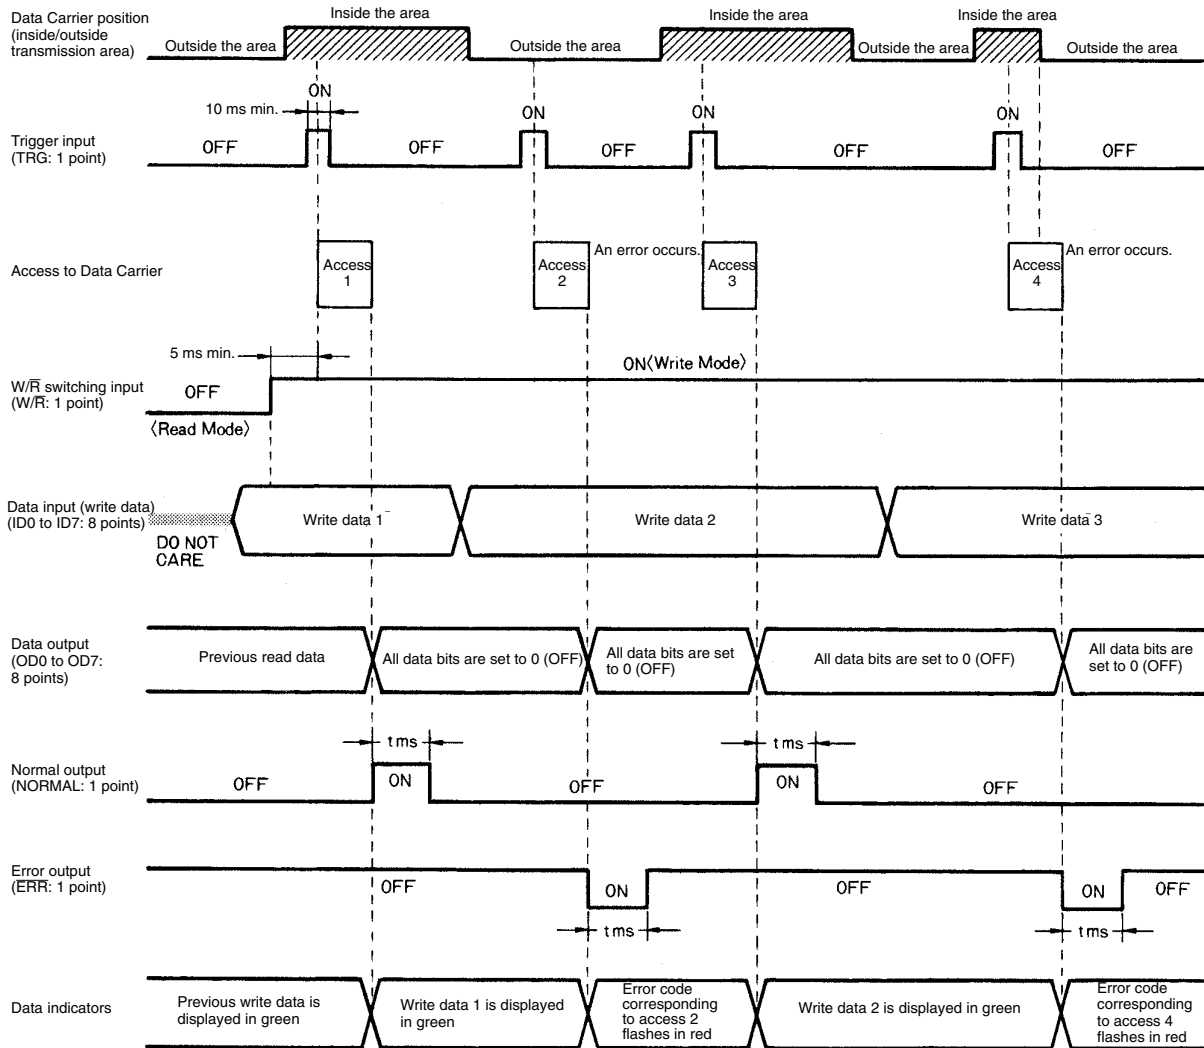 Data Carrier position
(inside/outside
transmission area)
Outside the area
Inside the area
Outside the area
Inside the area
Outside the area
Inside the area
Outside the area
Trigger input
(TRG: 1 point)
10 ms min.
OFF
ON
OFF
ON
OFF
ON
OFF
ON
OFF
Access to Data Carrier
Access
1
Access
2
An error occurs.
Access
3
Access
4
An error occurs.
W/R̅ switching input
(W/R̅: 1 point)
5 ms min.
OFF
〈Read Mode〉
ON〈Write Mode〉
Data input (write data)
(ID0 to ID7: 8 points)
DO NOT
CARE
Write data 1
Write data 2
Write data 3
Data output
(OD0 to OD7:
8 points)
Previous read data
All data bits are set to 0 (OFF)
All data bits are set
to 0 (OFF)
All data bits are set to 0 (OFF)
All data bits are
set to 0 (OFF)
Normal output
(NORMAL: 1 point)
OFF
t ms
ON
OFF
t ms
ON
OFF
Error output
(E̅R̅R̅: 1 point)
OFF
ON
t ms
OFF
ON
t ms
OFF
Data indicators
Previous write data is
displayed in green
Write data 1 is displayed
in green
Error code
corresponding
to access 2
flashes in red
Write data 2 is displayed in green
Error code
corresponding
to access 4
flashes in red